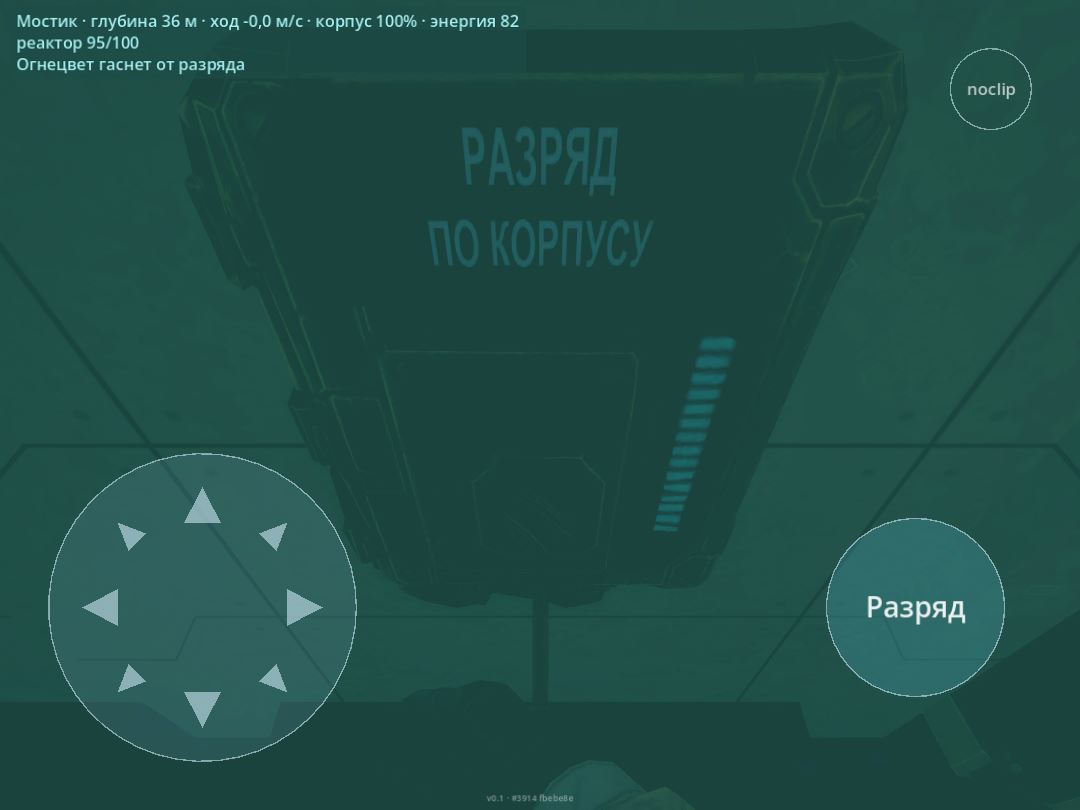 Мостик · глубина 36 м · ход -0,0 м/с · корпус 100% · энергия 82
реактор 95/100
Огнецвет гаснет от разряда
noclip
РАЗРЯД
ПО КОРПУСУ
Разряд
v0.1 · #3914 fbebe8e